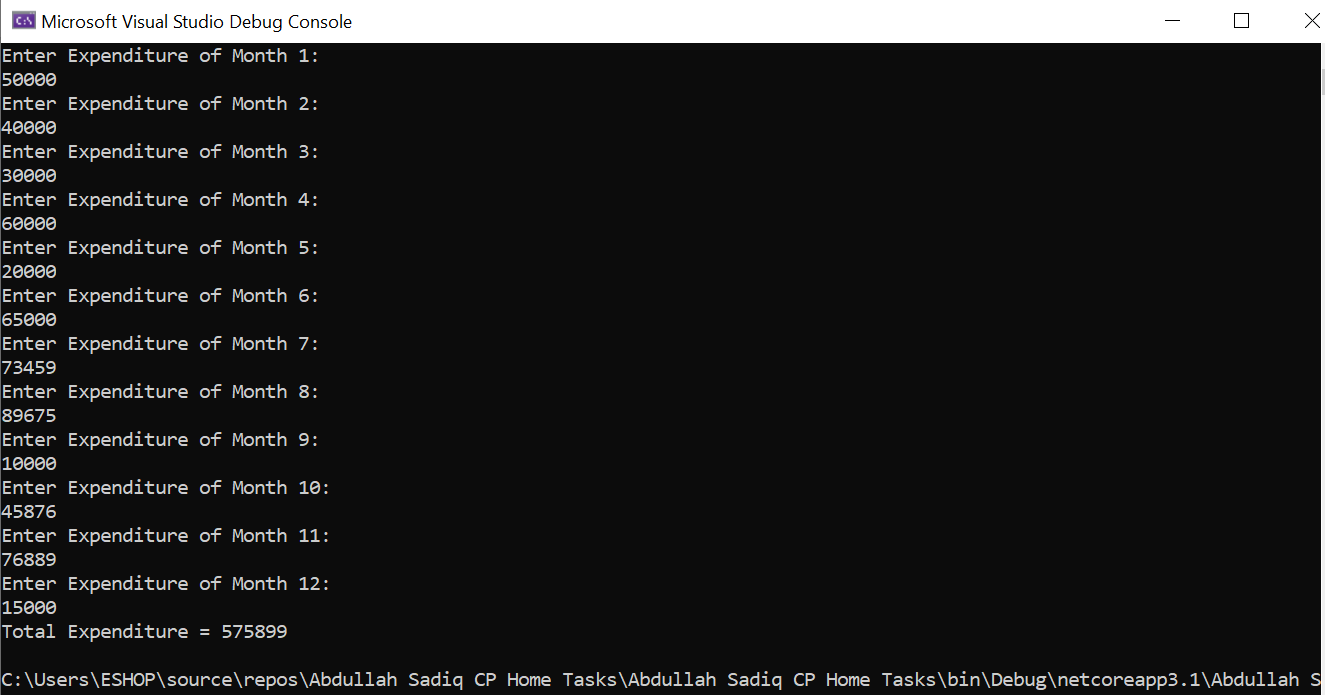 Microsoft Visual Studio Debug Console
Enter Expenditure of Month 1:
50000
Enter Expenditure of Month 2:
40000
Enter Expenditure of Month 3:
30000
Enter Expenditure of Month 4:
60000
Enter Expenditure of Month 5:
20000
Enter Expenditure of Month 6:
65000
Enter Expenditure of Month 7:
73459
Enter Expenditure of Month 8:
89675
Enter Expenditure of Month 9:
10000
Enter Expenditure of Month 10:
45876
Enter Expenditure of Month 11:
76889
Enter Expenditure of Month 12:
15000
Total Expenditure = 575899
C:\Users\ESHOP\source\repos\Abdullah Sadiq CP Home Tasks\Abdullah Sadiq CP Home Tasks\bin\Debug\netcoreapp3.1\Abdullah S